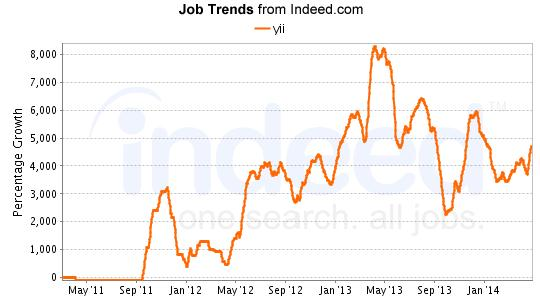 Job Trends from Indeed.com
yii
8,000
7,000
6,000
5,000
4,000
3,000
2,000
1,000
0
Percentage Growth
indeed™
one search. all jobs.
May '11 Sep '11 Jan '12 May '12 Sep '12 Jan '13 May '13 Sep '13 Jan '14